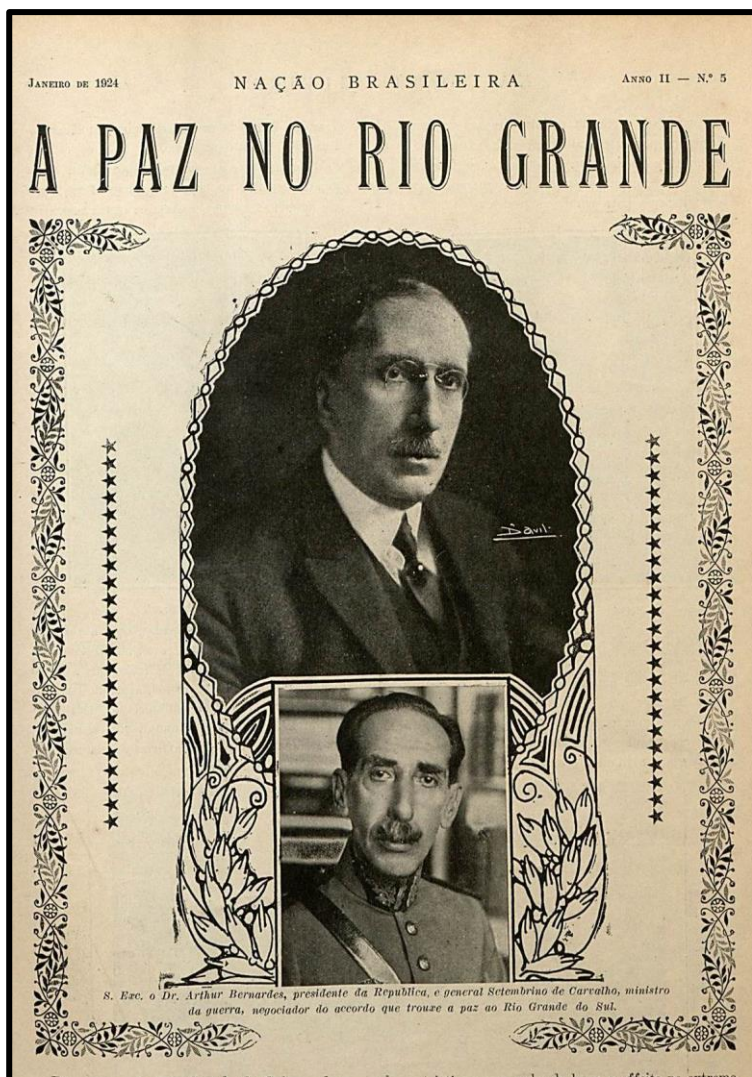 JANEIRO DE 1924
NAÇÃO BRASILEIRA
ANNO II — N.º 5
A PAZ NO RIO GRANDE
D'avil.
S. Exc. o Dr. Arthur Bernardes, presidente da Republica, e general Setembrino de Carvalho, ministro
da guerra, negociador do accordo que trouxe a paz ao Rio Grande do Sul.